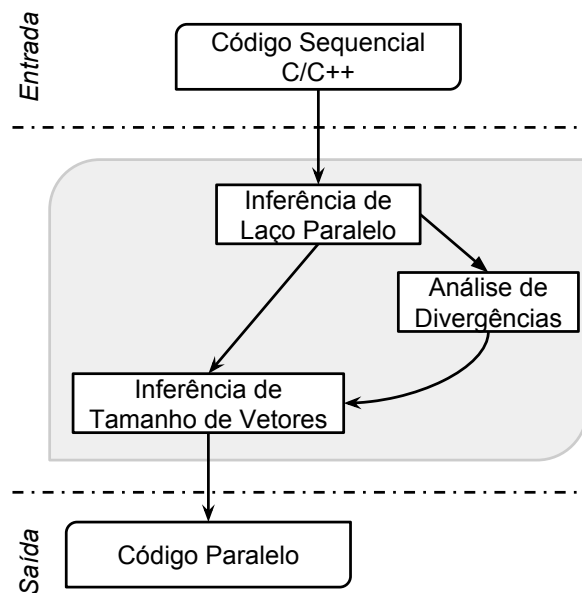 Entrada
Código Sequencial
C/C++
Inferência de
Laço Paralelo
Análise de
Divergências
Inferência de
Tamanho de Vetores
Saída
Código Paralelo